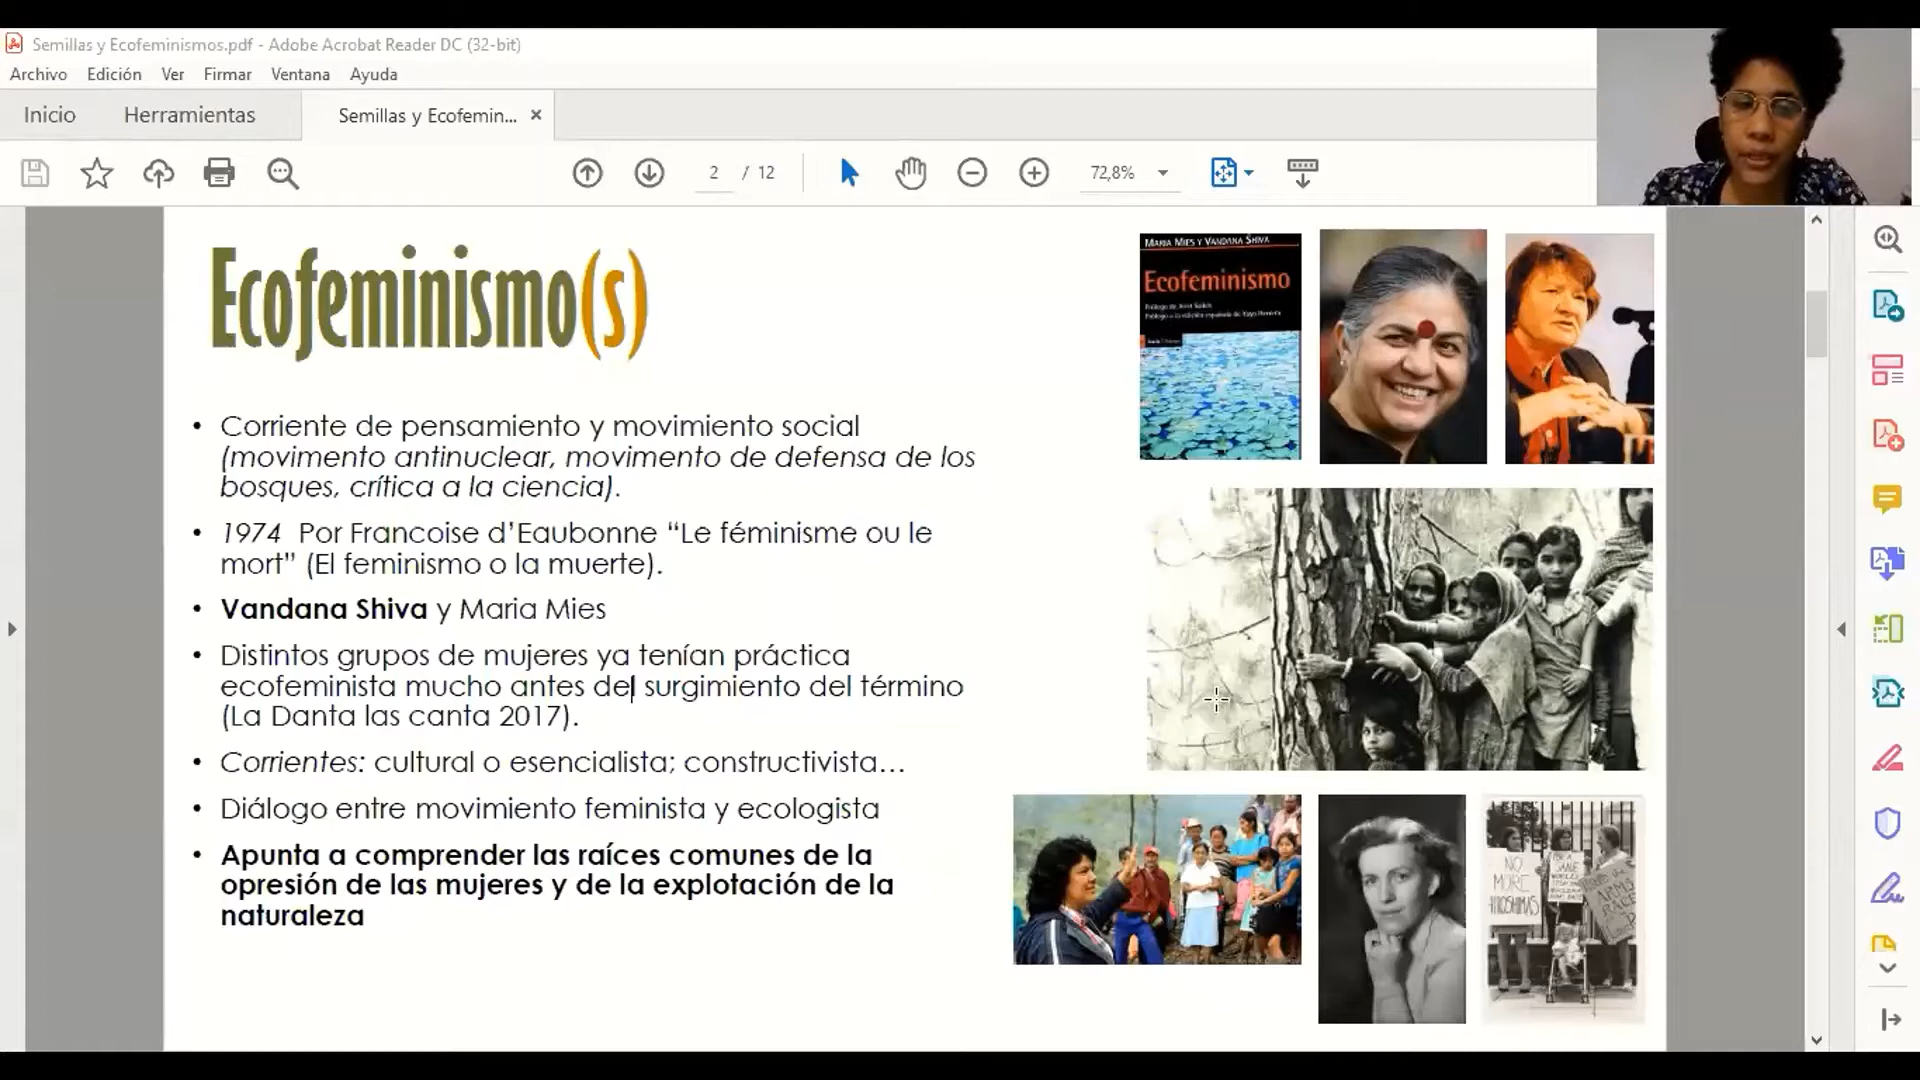 Semillas y Ecofeminismos.pdf - Adobe Acrobat Reader DC (32-bit)
Archivo Edición Ver Firmar Ventana Ayuda
Inicio Herramientas Semillas y Ecofemin... ×
2 / 12 72,8%
Ecofeminismo(s)
• Corriente de pensamiento y movimiento social
(movimento antinuclear, movimento de defensa de los
bosques, crítica a la ciencia).
• 1974 Por Francoise d’Eaubonne “Le féminisme ou le
mort” (El feminismo o la muerte).
• Vandana Shiva y Maria Mies
• Distintos grupos de mujeres ya tenían práctica
ecofeminista mucho antes del surgimiento del término
(La Danta las canta 2017).
• Corrientes: cultural o esencialista; constructivista…
• Diálogo entre movimiento feminista y ecologista
• Apunta a comprender las raíces comunes de la
opresión de las mujeres y de la explotación de la
naturaleza
MARIA MIES Y VANDANA SHIVA
Ecofeminismo
NO
MORE
HIROSHIMAS
ARMS
RACE